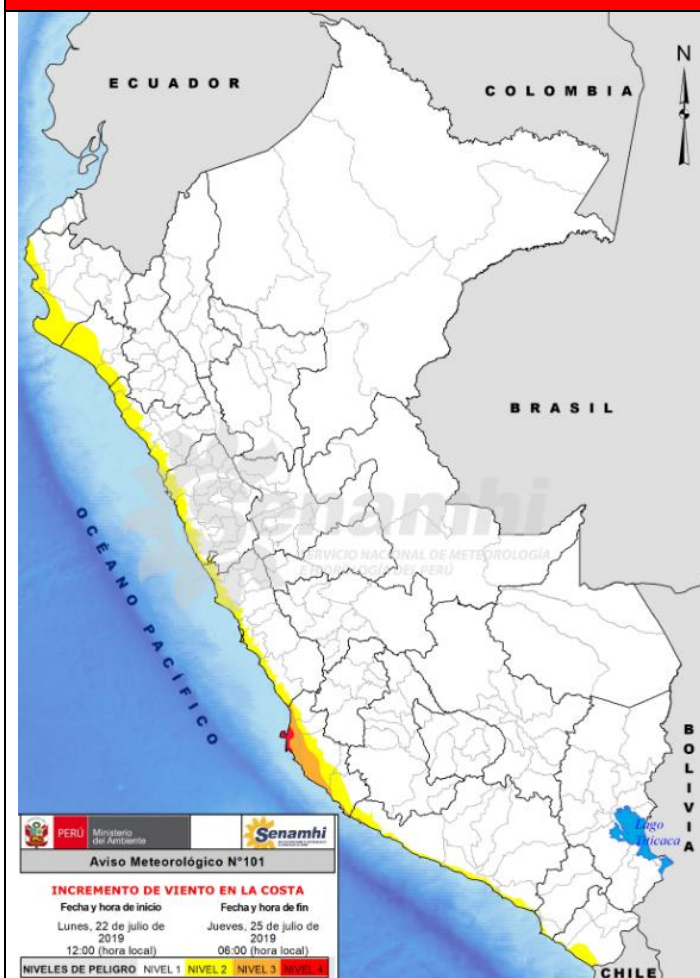 ECUADOR
COLOMBIA
N
BRASIL
Senamhi
SERVICIO NACIONAL DE METEOROLOGÍA
E HIDROLOGÍA DEL PERÚ
OCÉANO PACÍFICO
BOLIVIA
Lago
Titicaca
CHILE
PERÚ Ministerio
del Ambiente
Senamhi
Aviso Meteorológico N°101
INCREMENTO DE VIENTO EN LA COSTA
Fecha y hora de inicio Fecha y hora de fin
Lunes, 22 de julio de Jueves, 25 de julio de
2019 2019
12:00 (hora local) 06:00 (hora local)
NIVELES DE PELIGRO NIVEL 1 NIVEL 2 NIVEL 3 NIVEL 4